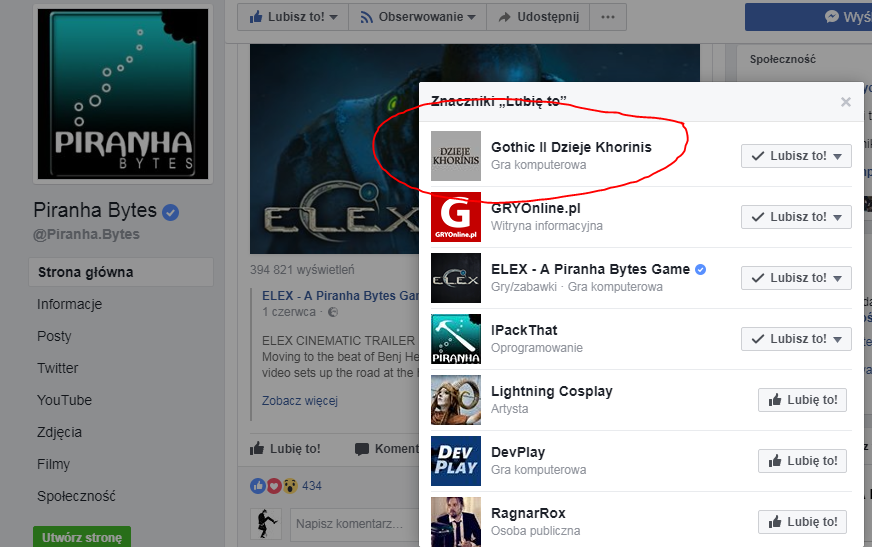 Lubisz to!
Obserwowanie
Udostępnij
...
PIRANHA
BYTES
Piranha Bytes
@Piranha.Bytes
Strona główna
Informacje
Posty
Twitter
YouTube
Zdjęcia
Filmy
Społeczność
Utwórz stronę
ELEX
394 821 wyświetleń
ELEX - A Piranha Bytes
1 czerwca ·
ELEX CINEMATIC TRAILER
Moving to the beat of Benj
video sets up the road at the
Zobacz więcej
Lubię to!
434
Napisz komentarz...
Społeczność
Znaczniki „Lubię to”
DZIEJE
KHORINIS
Gothic II Dzieje Khorinis
Gra komputerowa
Lubisz to!
G
GRYOnline.pl
GRYOnline.pl
Witryna informacyjna
Lubisz to!
ELEX
ELEX - A Piranha Bytes Game
Gry/zabawki · Gra komputerowa
Lubisz to!
PIRANHA
IPackThat
Oprogramowanie
Lubisz to!
Lightning Cosplay
Artysta
Lubię to!
DEV
PLAY
DevPlay
Gra komputerowa
Lubię to!
RagnarRox
Osoba publiczna
Lubię to!